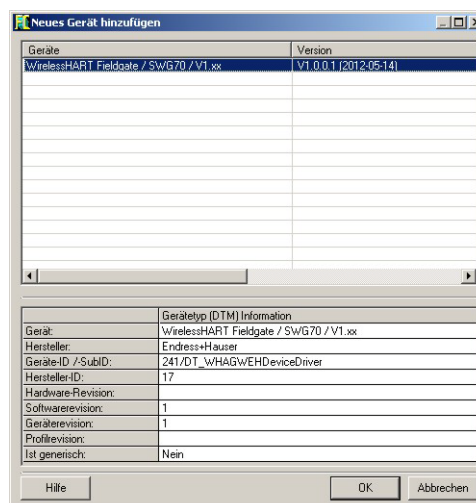 Neues Gerät hinzufügen
Geräte Version
WirelessHART Fieldgate / SWG70 / V1.xx V1.0.0.1 (2012-05-14)
Gerätetyp (DTM) Information
Gerät: WirelessHART Fieldgate / SWG70 / V1.xx
Hersteller: Endress+Hauser
Geräte-ID /-SubID: 241/DT_WHAGWEHDeviceDriver
Hersteller-ID: 17
Hardware-Revision:
Softwarerevision: 1
Geräterevision: 1
Profilrevision:
Ist generisch: Nein
Hilfe OK Abbrechen